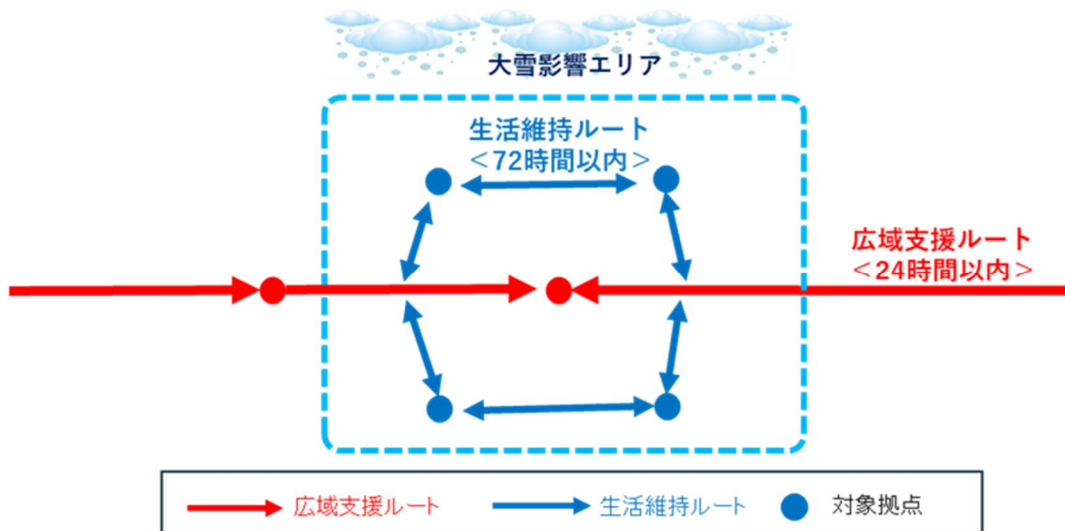 大雪影響エリア
生活維持ルート
＜72時間以内＞
広域支援ルート
＜24時間以内＞
広域支援ルート
生活維持ルート
対象拠点